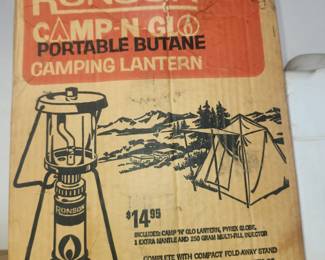 RONSON
CAMP-N-GLO
PORTABLE BUTANE
CAMPING LANTERN
$14.95
INCLUDES: CAMP 'N' GLO LANTERN, PYREX GLOBE,
1 EXTRA MANTLE AND 250 GRAM MULTI-FILL INJECTOR
RONSON
COMPLETE WITH COMPACT FOLD-AWAY STAND